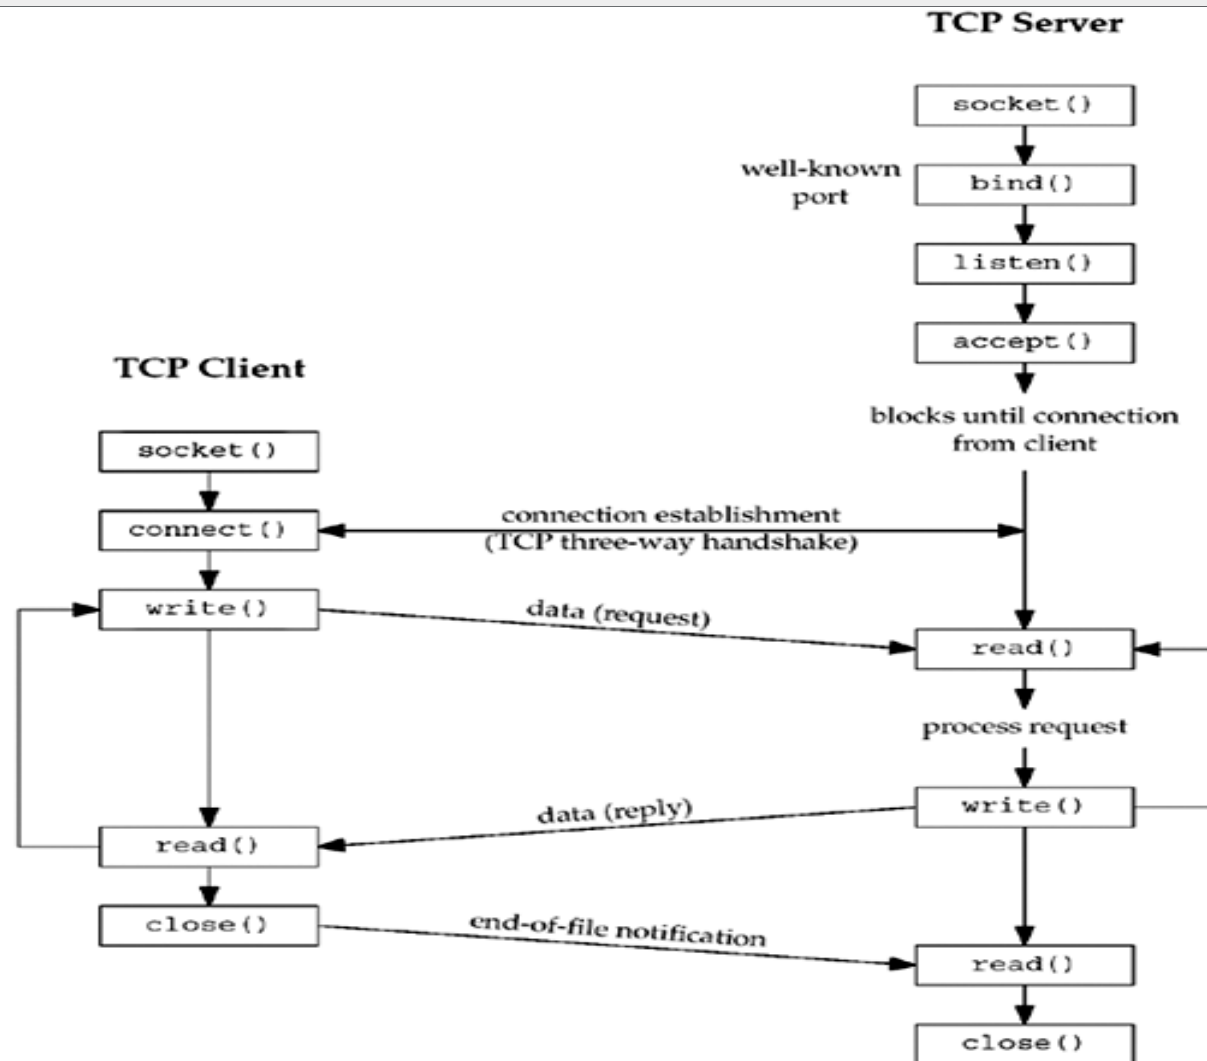 TCP Server
socket()
well-known
port
bind()
listen()
accept()
TCP Client
blocks until connection
from client
socket()
connection establishment
(TCP three-way handshake)
connect()
write()
data (request)
read()
process request
data (reply)
write()
read()
close()
end-of-file notification
read()
close()